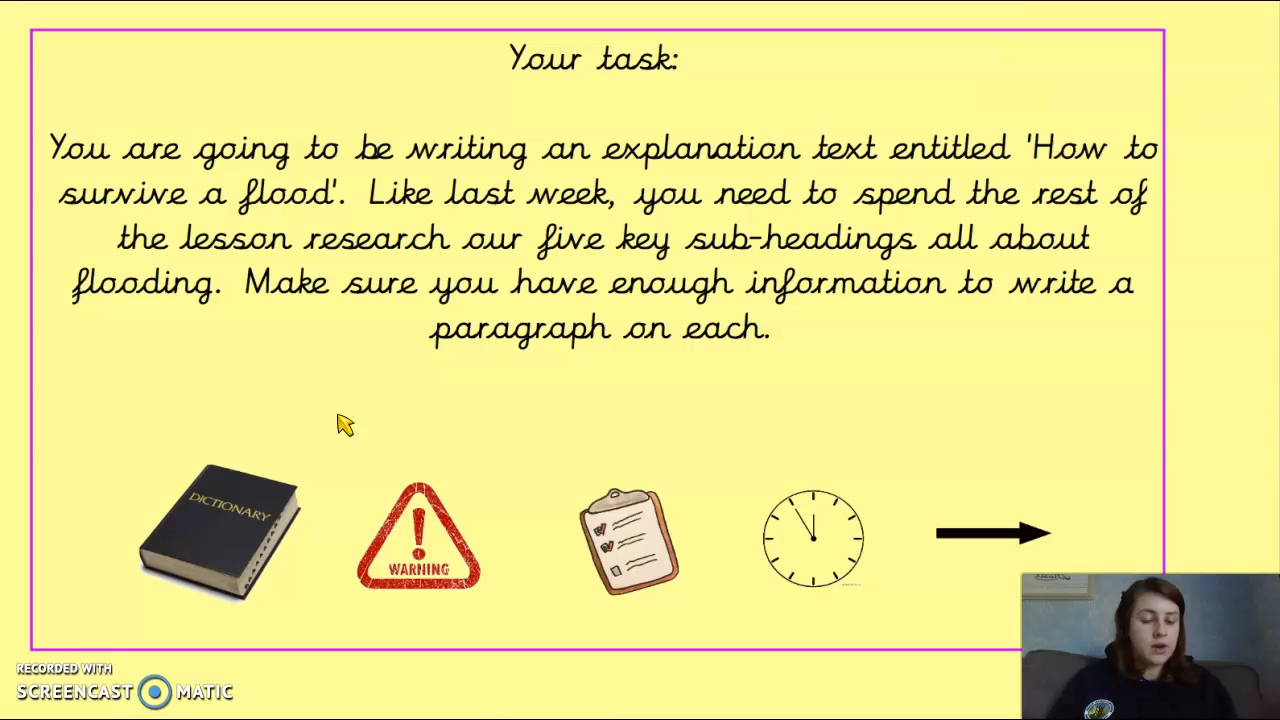 Your task:
You are going to be writing an explanation text entitled 'How to
survive a flood'. Like last week, you need to spend the rest of
the lesson research our five key sub-headings all about
flooding. Make sure you have enough information to write a
paragraph on each.
DICTIONARY
WARNING
RECORDED WITH
SCREENCAST MATIC